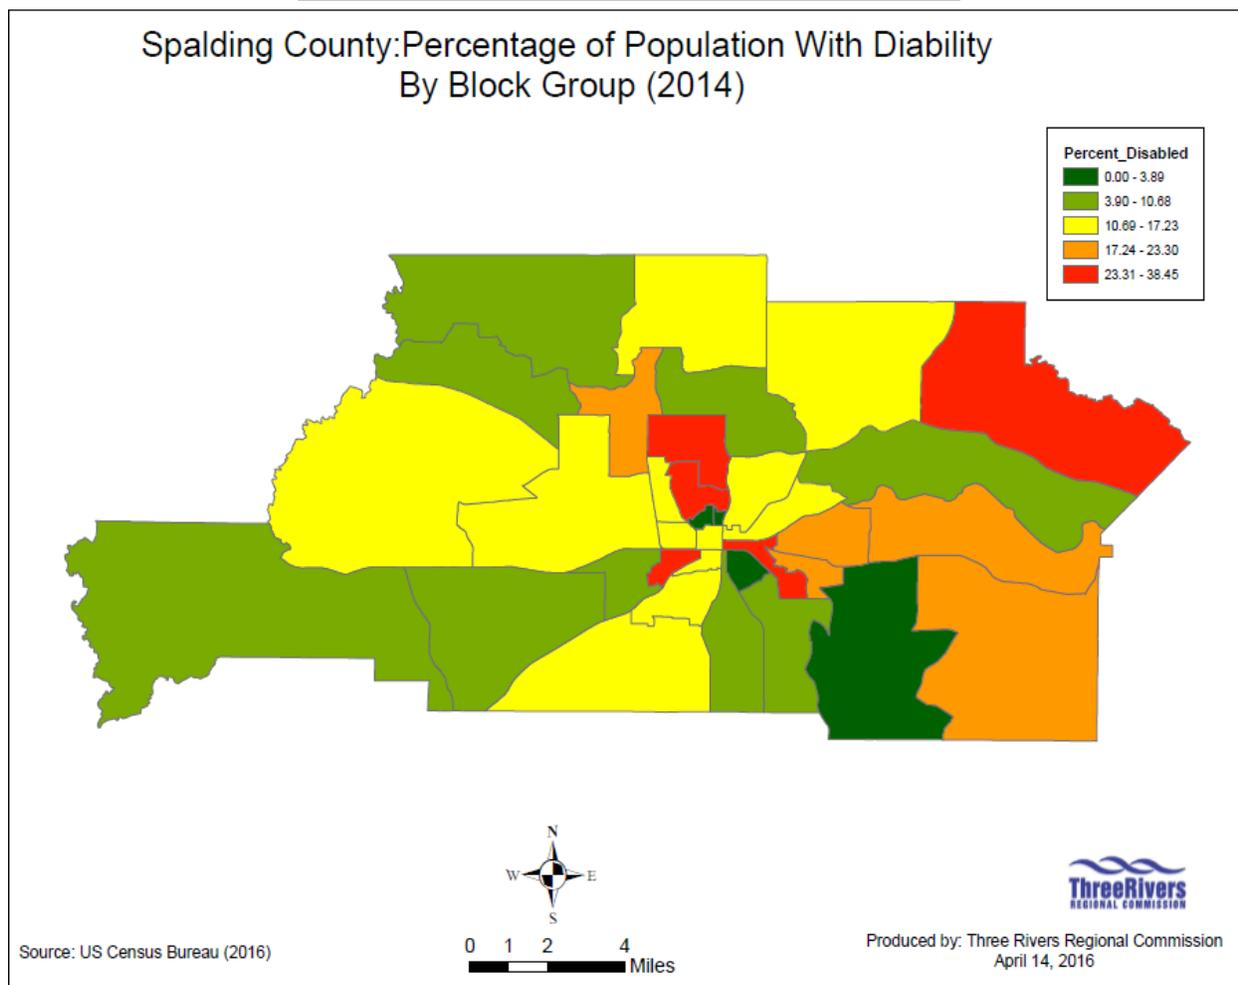 Spalding County:Percentage of Population With Diability
By Block Group (2014)
Percent_Disabled
0.00 - 3.89
3.90 - 10.68
10.69 - 17.23
17.24 - 23.30
23.31 - 38.45
N
W E
S
0 1 2 4
Miles
ThreeRivers
REGIONAL COMMISSION
Source: US Census Bureau (2016)
Produced by: Three Rivers Regional Commission
April 14, 2016